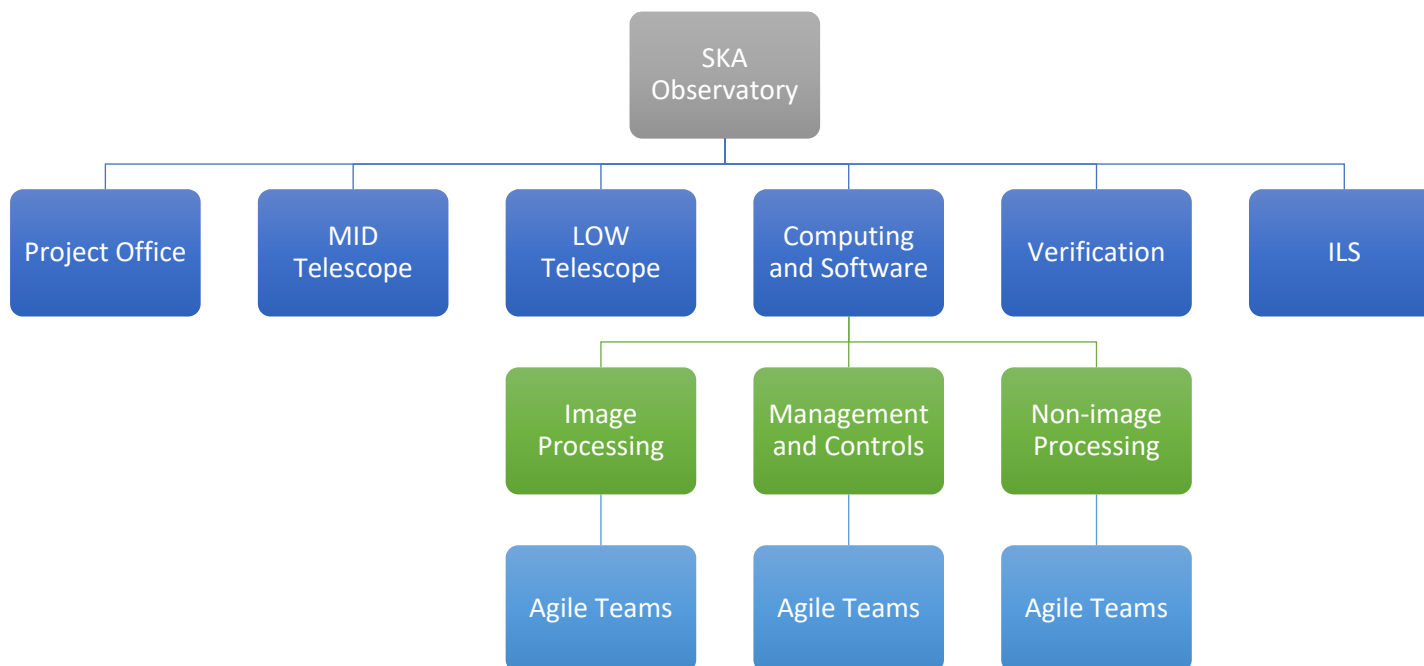 SKA
Observatory
Project Office
MID
Telescope
LOW
Telescope
Computing
and Software
Verification
ILS
Image
Processing
Management
and Controls
Non-image
Processing
Agile Teams
Agile Teams
Agile Teams